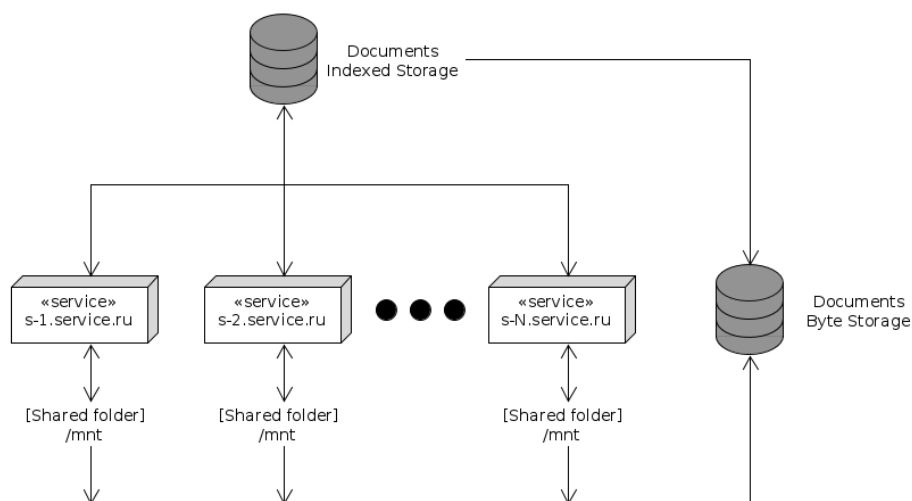 Documents
Indexed Storage
«service»
s-1.service.ru
«service»
s-2.service.ru
«service»
s-N.service.ru
Documents
Byte Storage
[Shared folder]
/mnt
[Shared folder]
/mnt
[Shared folder]
/mnt